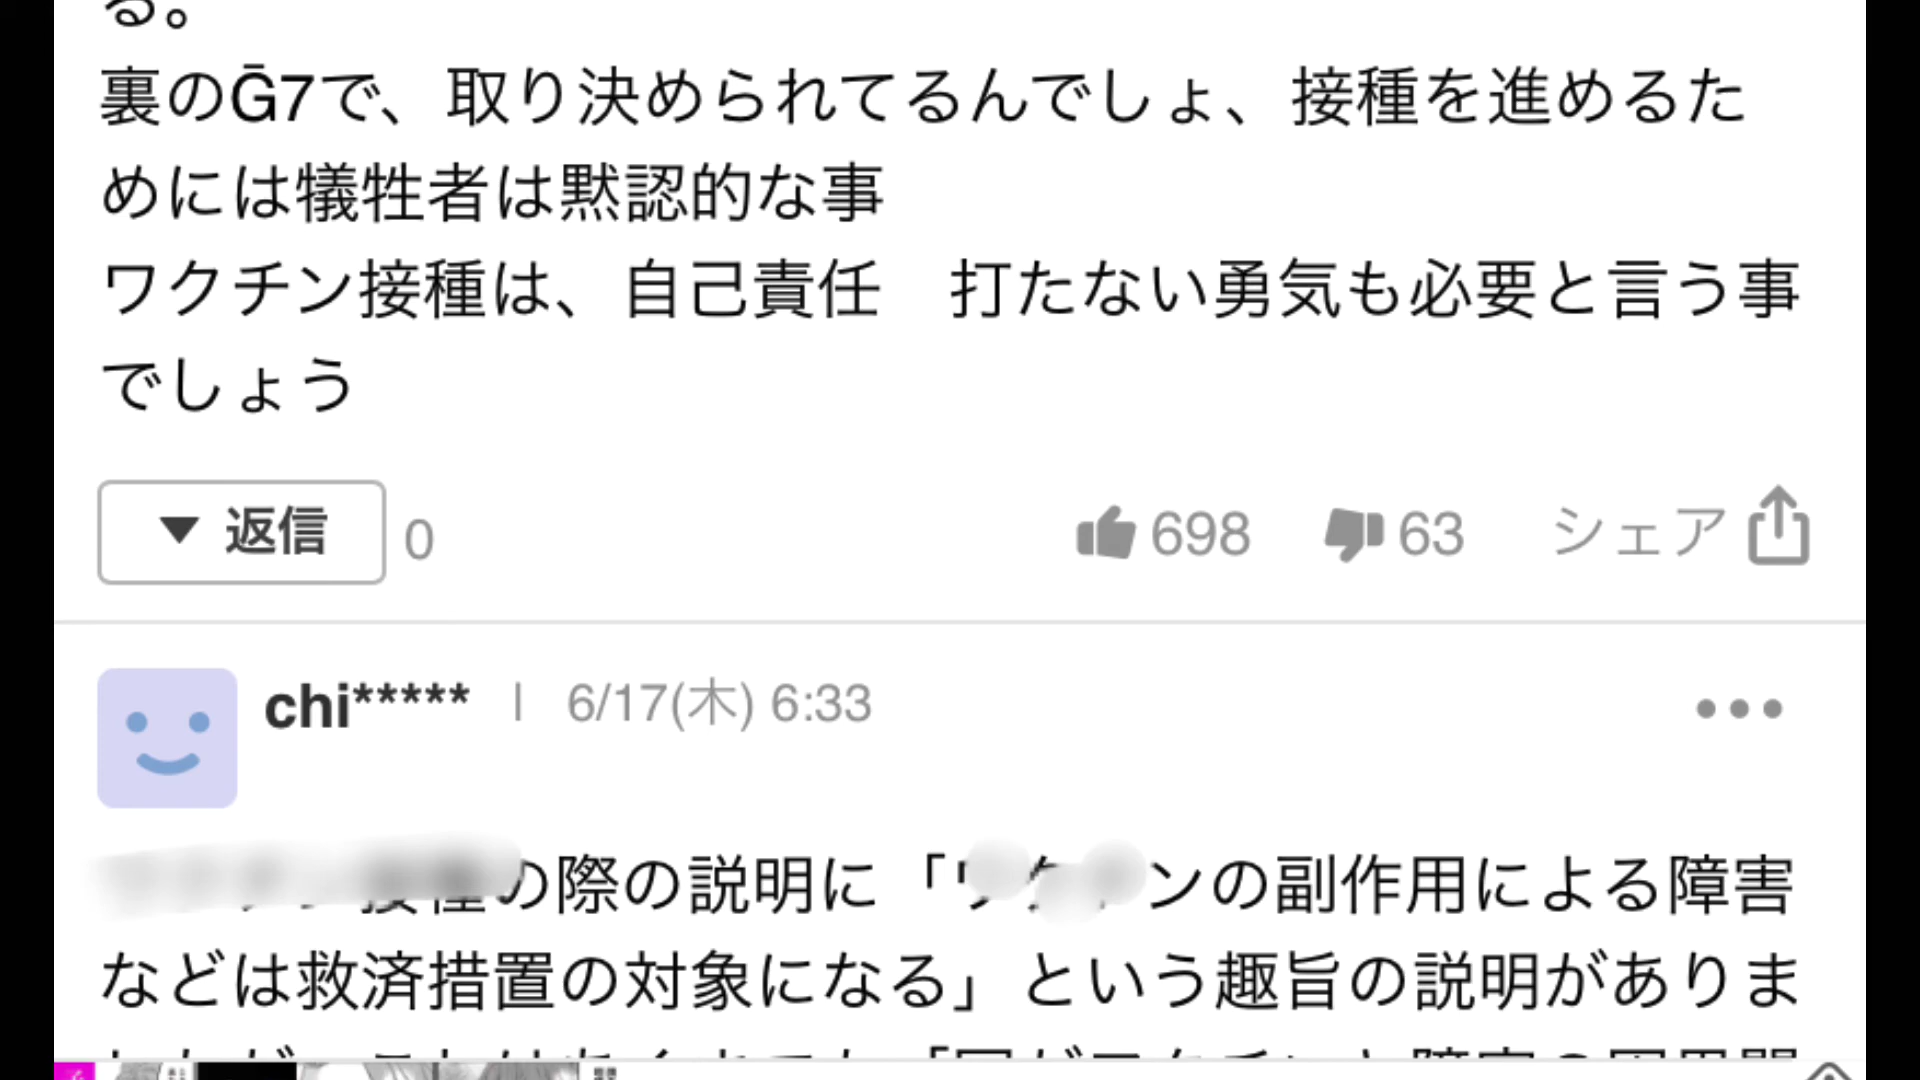 る。
裏のḠ7で、取り決められてるんでしょ、接種を進めるた
めには犠牲者は黙認的な事
ワクチン接種は、自己責任　打たない勇気も必要と言う事
でしょう
返信 0 698 63 シェア
chi***** | 6/17(木) 6:33
接種の際の説明に「ワクチンの副作用による障害
などは救済措置の対象になる」という趣旨の説明がありま